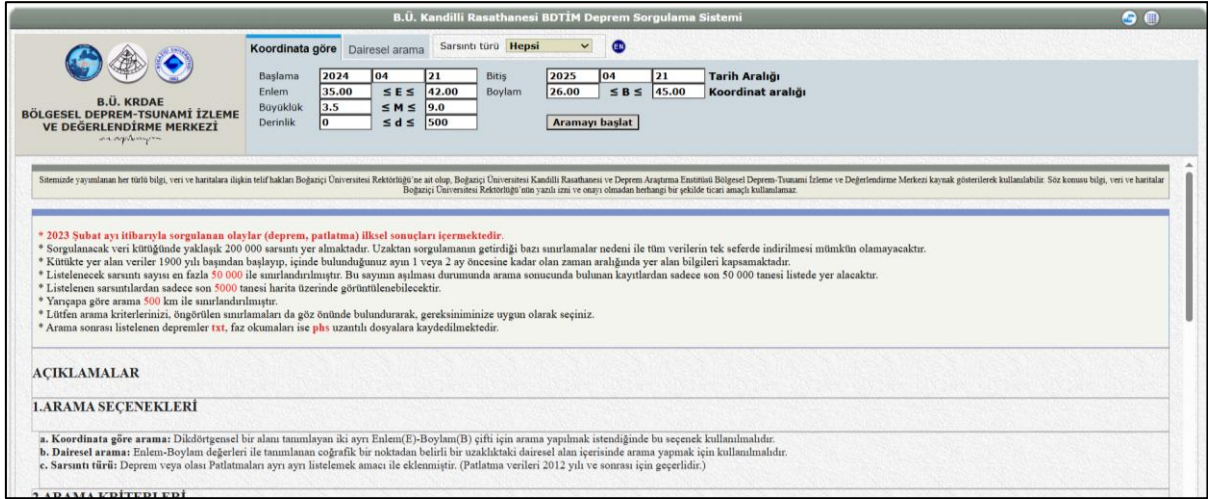 B.Ü. Kandilli Rasathanesi BDTİM Deprem Sorgulama Sistemi
B.Ü. KRDAE
BÖLGESEL DEPREM-TSUNAMİ İZLEME
VE DEĞERLENDİRME MERKEZİ
Koordinata göre Dairesel arama Sarsıntı türü Hepsi EN
Başlama 2024 04 21 Bitiş 2025 04 21 Tarih Aralığı
Enlem 35.00 ≤ E ≤ 42.00 Boylam 26.00 ≤ B ≤ 45.00 Koordinat aralığı
Büyüklük 3.5 ≤ M ≤ 9.0
Derinlik 0 ≤ d ≤ 500 Aramayı başlat
Sitemizde yayımlanan her türlü bilgi, veri ve haritalara ilişkin telif hakları Boğaziçi Üniversitesi Rektörlüğü'ne ait olup, Boğaziçi Üniversitesi Kandilli Rasathanesi ve Deprem Araştırma Enstitüsü Bölgesel Deprem-Tsunami İzleme ve Değerlendirme Merkezi kaynak gösterilerek kullanılabilir. Söz konusu bilgi, veri ve haritalar
Boğaziçi Üniversitesi Rektörlüğü'nün yazılı izni ve onayı olmadan herhangi bir şekilde ticari amaçlı kullanılamaz.
* 2023 Şubat ayı itibarıyla sorgulanan olaylar (deprem, patlatma) ilksel sonuçları içermektedir.
* Sorgulanacak veri kütüğünde yaklaşık 200 000 sarsıntı yer almaktadır. Uzaktan sorgulamanın getirdiği bazı sınırlamalar nedeni ile tüm verilerin tek seferde indirilmesi mümkün olamayacaktır.
* Kütükte yer alan veriler 1900 yılı başından başlayıp, içinde bulunduğunuz ayın 1 veya 2 ay öncesine kadar olan zaman aralığında yer alan bilgileri kapsamaktadır.
* Listelenecek sarsıntı sayısı en fazla 50 000 ile sınırlandırılmıştır. Bu sayının aşılması durumunda arama sonucunda bulunan kayıtlardan sadece son 50 000 tanesi listede yer alacaktır.
* Listelenen sarsıntılardan sadece son 5000 tanesi harita üzerinde görüntülenebilecektir.
* Yarıçapa göre arama 500 km ile sınırlandırılmıştır.
* Lütfen arama kriterlerinizi, öngörülen sınırlamaları da göz önünde bulundurarak, gereksiniminize uygun olarak seçiniz.
* Arama sonrası listelenen depremler txt, faz okumaları ise phs uzantılı dosyalara kaydedilmektedir.
AÇIKLAMALAR
1.ARAMA SEÇENEKLERİ
a. Koordinata göre arama: Dikdörtgensel bir alanı tanımlayan iki ayrı Enlem(E)-Boylam(B) çifti için arama yapılmak istendiğinde bu seçenek kullanılmalıdır.
b. Dairesel arama: Enlem-Boylam değerleri ile tanımlanan coğrafik bir noktadan belirli bir uzaklıktaki dairesel alan içerisinde arama yapmak için kullanılmalıdır.
c. Sarsıntı türü: Deprem veya olası Patlatmaları ayrı ayrı listelemek amacı ile eklenmiştir. (Patlatma verileri 2012 yılı ve sonrası için geçerlidir.)
2.ARAMA KRİTERLERİ